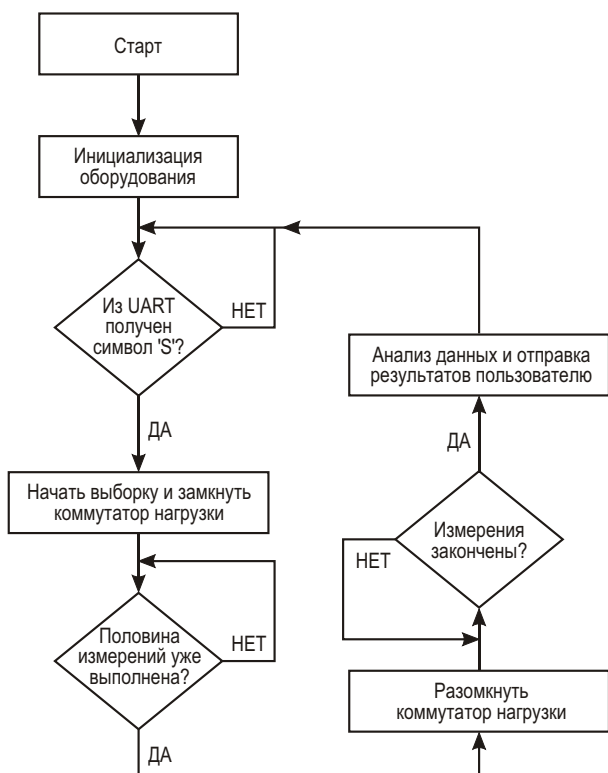 Старт
Инициализация
оборудования
Из UART
получен
символ 'S'?
НЕТ
ДА
Начать выборку и замкнуть
коммутатор нагрузки
Половина
измерений уже
выполнена?
НЕТ
ДА
Анализ данных и отправка
результатов пользователю
ДА
Измерения
закончены?
НЕТ
Разомкнуть
коммутатор нагрузки